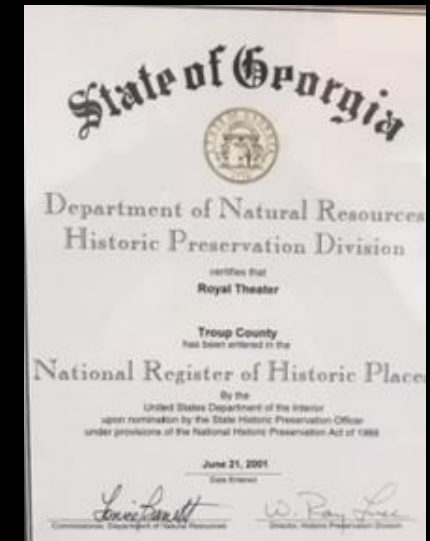 State of Georgia
Department of Natural Resources
Historic Preservation Division
certifies that
Royal Theater
Troup County
has been entered in the
National Register of Historic Places
By the
United States Department of the Interior
upon nomination by the State Historic Preservation Officer
under provisions of the National Historic Preservation Act of 1966
June 21, 2001
Date Entered
W. Ray Luce
Commissioner, Department of Natural Resources
Director, Historic Preservation Division